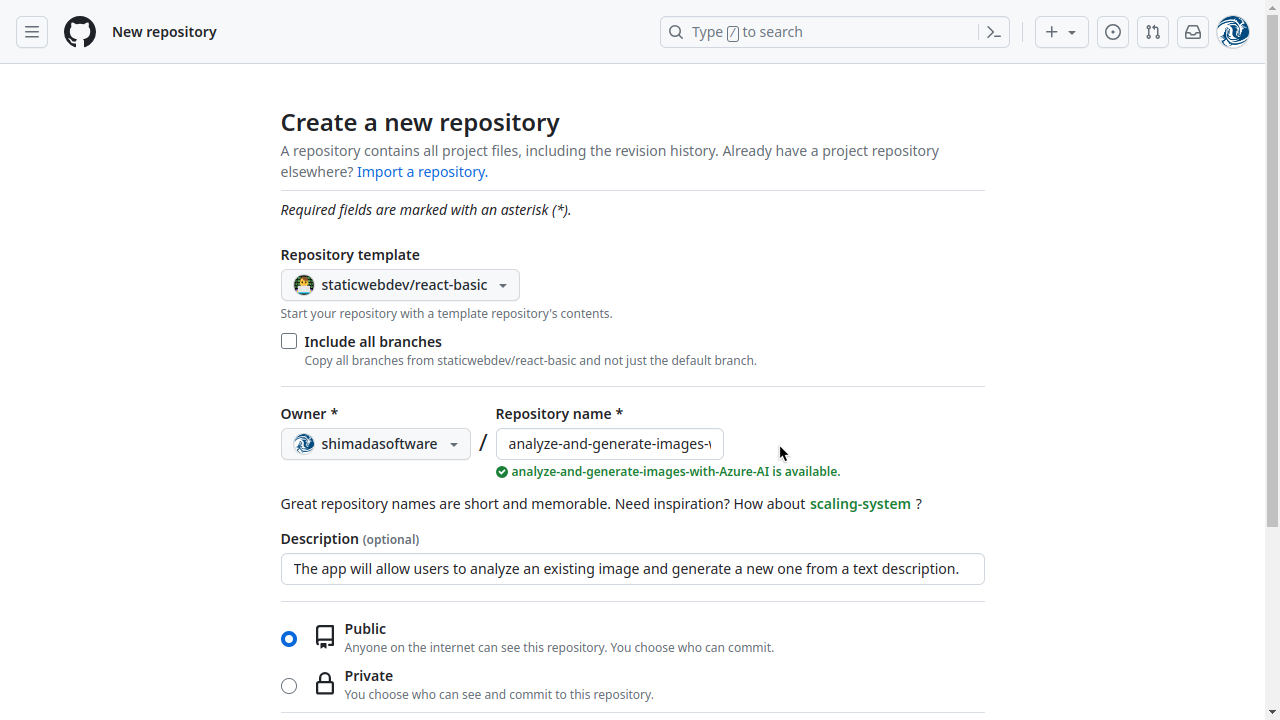 New repository
Type / to search
Create a new repository
A repository contains all project files, including the revision history. Already have a project repository
elsewhere? Import a repository.
Required fields are marked with an asterisk (*).
Repository template
staticwebdev/react-basic
Start your repository with a template repository's contents.
Include all branches
Copy all branches from staticwebdev/react-basic and not just the default branch.
Owner * Repository name *
shimadasoftware / analyze-and-generate-images-
analyze-and-generate-images-with-Azure-AI is available.
Great repository names are short and memorable. Need inspiration? How about scaling-system ?
Description (optional)
The app will allow users to analyze an existing image and generate a new one from a text description.
Public
Anyone on the internet can see this repository. You choose who can commit.
Private
You choose who can see and commit to this repository.